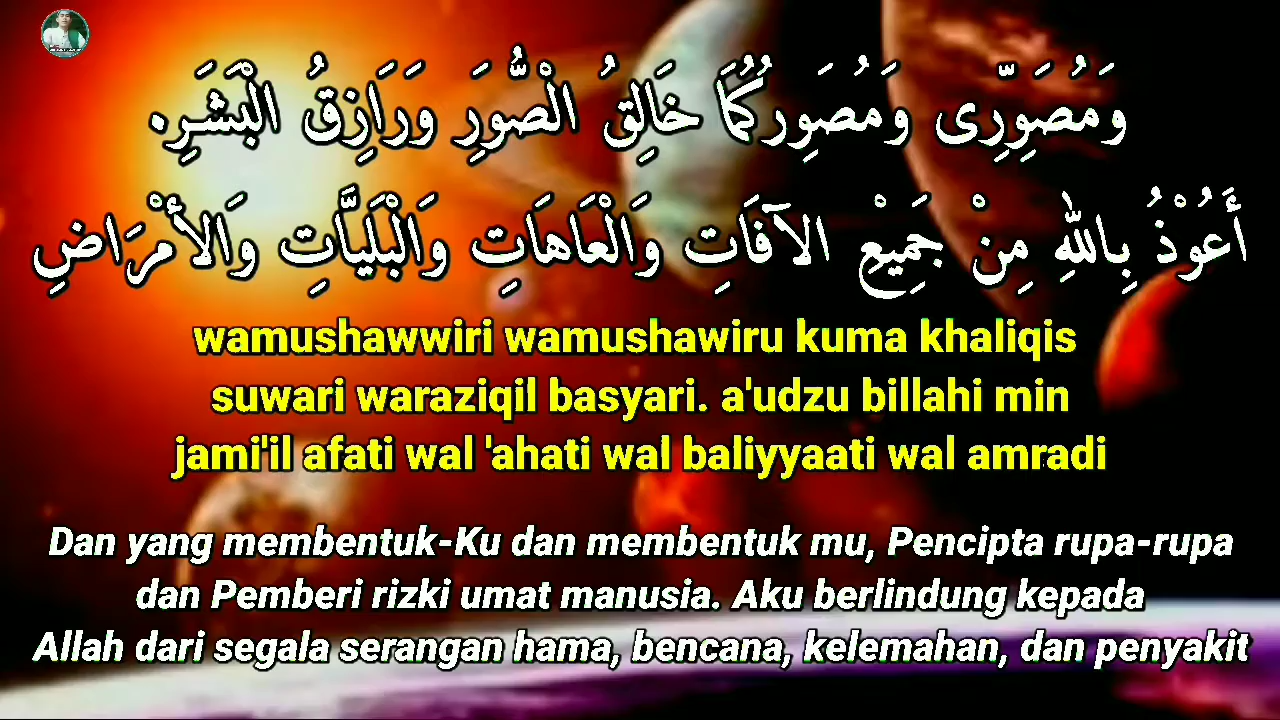 وَمُصَوِّرِّى وَمُصَوِرُكُمَا خَالِقُ الْصُّوَرِ وَرَازِقُ الْبَشَرِ.
أَعُوْذُ بِاللهِ مِنْ جَمِيْعِ الآفَاتِ وَالْعَاهَاتِ وَالْبَلَيَّاتِ وَالأَمْرَاضِ
wamushawwiri wamushawiru kuma khaliqis
suwari waraziqil basyari. a'udzu billahi min
jami'il afati wal 'ahati wal baliyyaati wal amradi
Dan yang membentuk-Ku dan membentuk mu, Pencipta rupa-rupa
dan Pemberi rizki umat manusia. Aku berlindung kepada
Allah dari segala serangan hama, bencana, kelemahan, dan penyakit